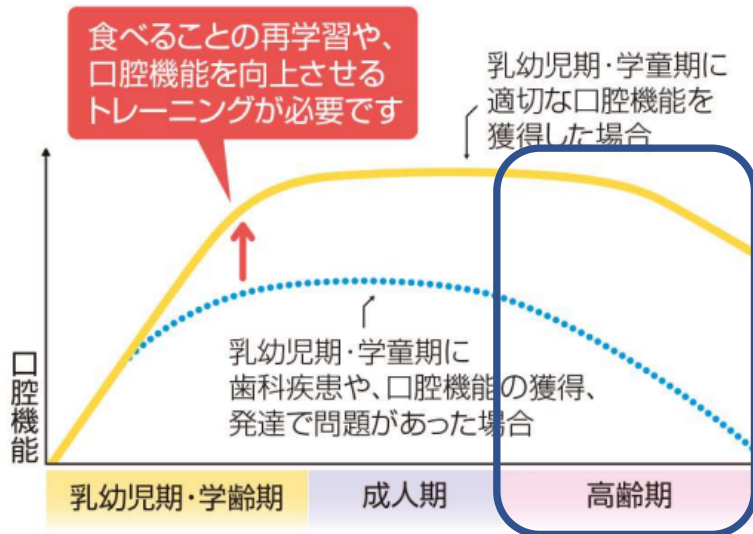 食べることの再学習や、
口腔機能を向上させる
トレーニングが必要です
乳幼児期・学童期に
適切な口腔機能を
獲得した場合
乳幼児期・学童期に
歯科疾患や、口腔機能の獲得、
発達で問題があった場合
口腔機能
乳幼児期・学齢期
成人期
高齢期